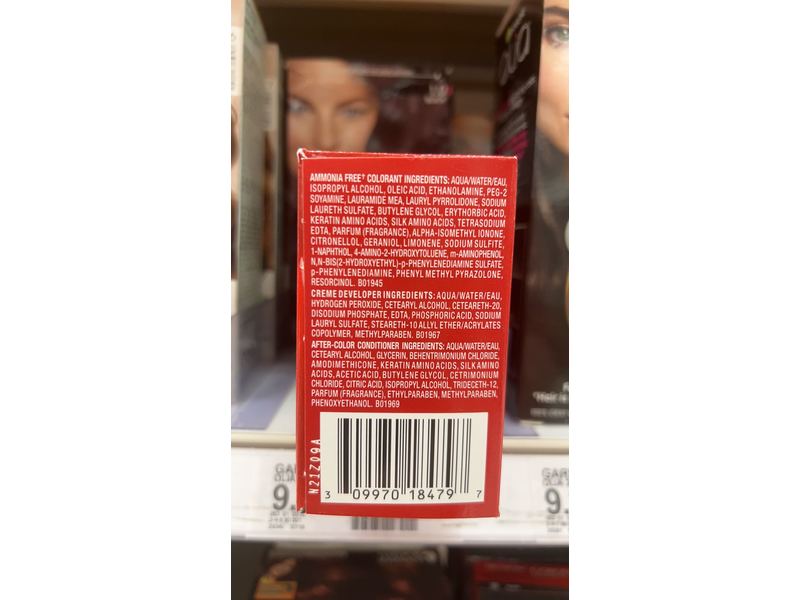 AMMONIA FREE† COLORANT INGREDIENTS: AQUA/WATER/EAU,
ISOPROPYL ALCOHOL, OLEIC ACID, ETHANOLAMINE, PEG-2
SOYAMINE, LAURAMIDE MEA, LAURYL PYRROLIDONE, SODIUM
LAURETH SULFATE, BUTYLENE GLYCOL, ERYTHORBIC ACID,
KERATIN AMINO ACIDS, SILK AMINO ACIDS, TETRASODIUM
EDTA, PARFUM (FRAGRANCE), ALPHA-ISOMETHYL IONONE,
CITRONELLOL, GERANIOL, LIMONENE, SODIUM SULFITE,
1-NAPHTHOL, 4-AMINO-2-HYDROXYTOLUENE, m-AMINOPHENOL,
N,N-BIS(2-HYDROXYETHYL)-p-PHENYLENEDIAMINE SULFATE,
p-PHENYLENEDIAMINE, PHENYL METHYL PYRAZOLONE,
RESORCINOL. B01945
CREME DEVELOPER INGREDIENTS: AQUA/WATER/EAU,
HYDROGEN PEROXIDE, CETEARYL ALCOHOL, CETEARETH-20,
DISODIUM PHOSPHATE, EDTA, PHOSPHORIC ACID, SODIUM
LAURYL SULFATE, STEARETH-10 ALLYL ETHER/ACRYLATES
COPOLYMER, METHYLPARABEN. B01967
AFTER-COLOR CONDITIONER INGREDIENTS: AQUA/WATER/EAU,
CETEARYL ALCOHOL, GLYCERIN, BEHENTRIMONIUM CHLORIDE,
AMODIMETHICONE, KERATIN AMINO ACIDS, SILK AMINO
ACIDS, ACETIC ACID, BUTYLENE GLYCOL, CETRIMONIUM
CHLORIDE, CITRIC ACID, ISOPROPYL ALCOHOL, TRIDECETH-12,
PARFUM (FRAGRANCE), ETHYLPARABEN, METHYLPARABEN,
PHENOXYETHANOL. B01969
N21Z09A
3 09970 18479 7
GAR
9.
9.